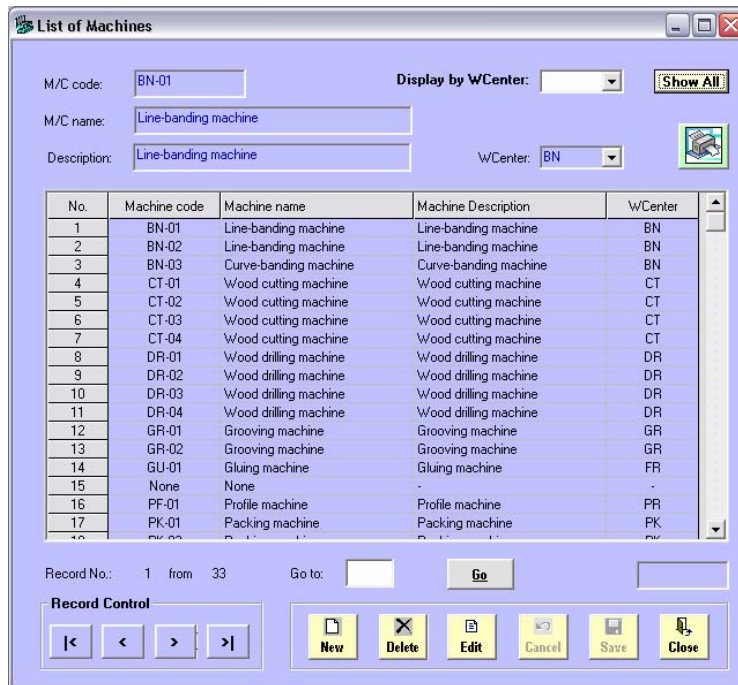 List of Machines
M/C code: BN-01 Display by WCenter: Show All
M/C name: Line-banding machine
Description: Line-banding machine WCenter: BN
No. Machine code Machine name Machine Description WCenter
1 BN-01 Line-banding machine Line-banding machine BN
2 BN-02 Line-banding machine Line-banding machine BN
3 BN-03 Curve-banding machine Curve-banding machine BN
4 CT-01 Wood cutting machine Wood cutting machine CT
5 CT-02 Wood cutting machine Wood cutting machine CT
6 CT-03 Wood cutting machine Wood cutting machine CT
7 CT-04 Wood cutting machine Wood cutting machine CT
8 DR-01 Wood drilling machine Wood drilling machine DR
9 DR-02 Wood drilling machine Wood drilling machine DR
10 DR-03 Wood drilling machine Wood drilling machine DR
11 DR-04 Wood drilling machine Wood drilling machine DR
12 GR-01 Grooving machine Grooving machine GR
13 GR-02 Grooving machine Grooving machine GR
14 GU-01 Gluing machine Gluing machine FR
15 None None - -
16 PF-01 Profile machine Profile machine PR
17 PK-01 Packing machine Packing machine PK
Record No.: 1 from 33 Go to: Go
Record Control
|< < > >| New Delete Edit Cancel Save Close